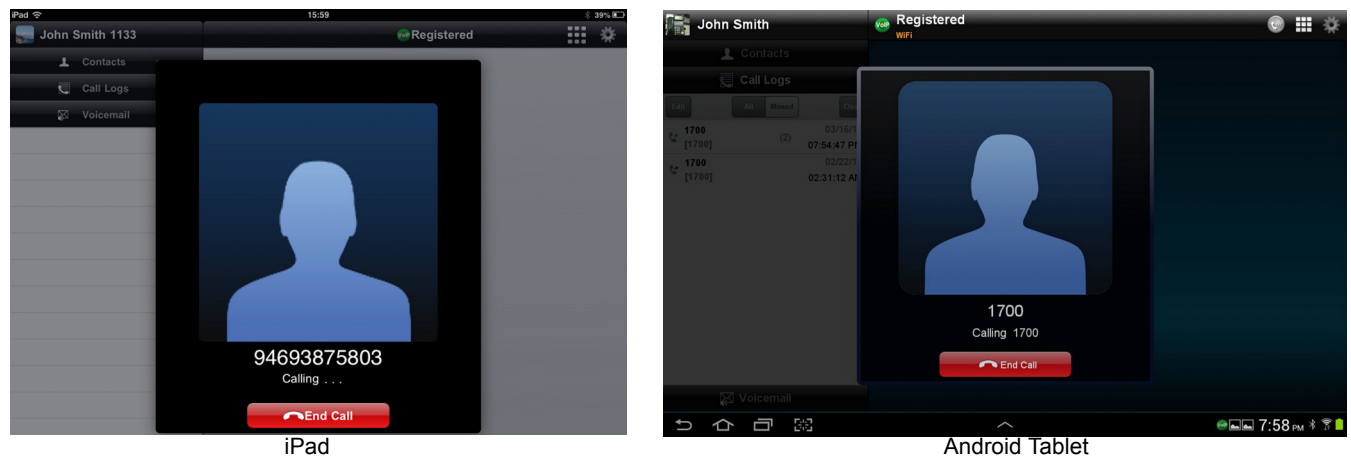 iPad 15:59 39%
John Smith 1133
VoIP Registered
Contacts
Call Logs
Voicemail
94693875803
Calling . . .
End Call
iPad
John Smith
VoIP Registered
WiFi
Contacts
Call Logs
Edit All Missed
1700 (2) 03/16/1
[1700] 07:54:47 P
1700 02/22/1
[1700] 02:31:12 A
1700
Calling 1700
End Call
Voicemail
7:58 PM
Android Tablet